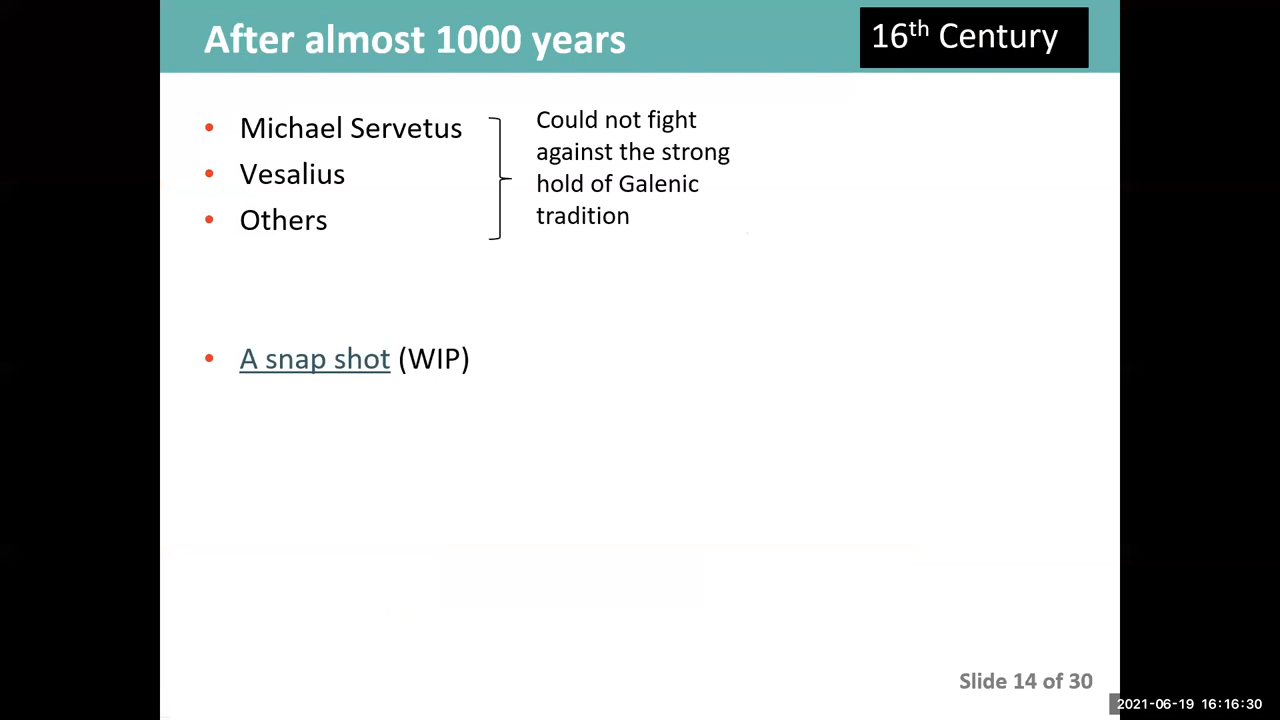 After almost 1000 years
16th Century
• Michael Servetus
• Vesalius
• Others
Could not fight
against the strong
hold of Galenic
tradition
• A snap shot (WIP)
Slide 14 of 30
2021-06-19 16:16:30